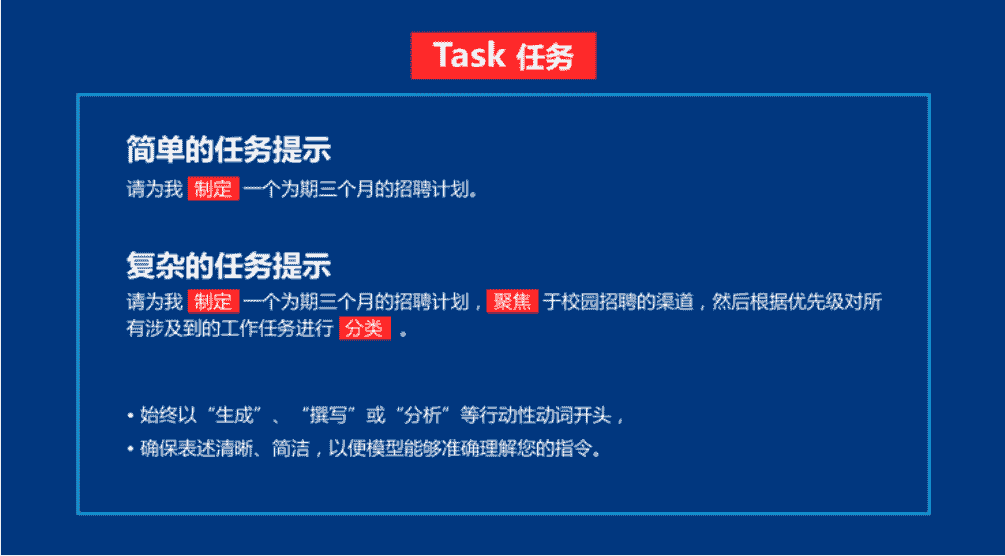 Task 任务
简单的任务提示
请为我 制定 一个为期三个月的招聘计划。
复杂的任务提示
请为我 制定 一个为期三个月的招聘计划，聚焦 于校园招聘的渠道，然后根据优先级对所
有涉及到的工作任务进行 分类 。
• 始终以“生成”、“撰写”或“分析”等行动性动词开头，
• 确保表述清晰、简洁，以便模型能够准确理解您的指令。